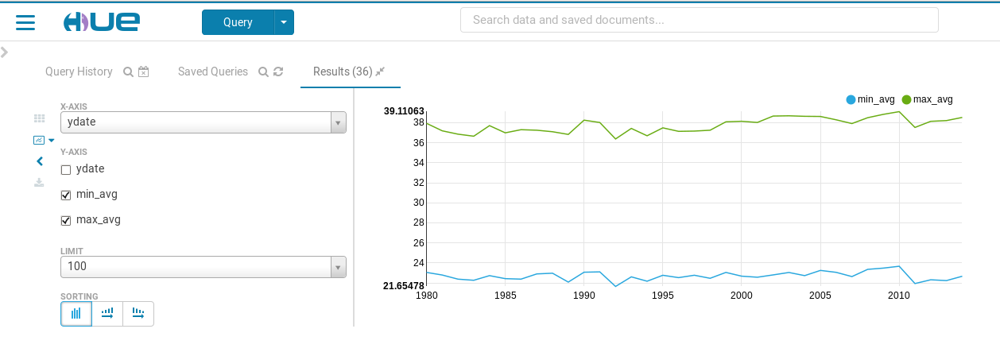 HUE
Query
Search data and saved documents...
Query History
Saved Queries
Results (36)
X-AXIS
ydate
Y-AXIS
ydate
min_avg
max_avg
LIMIT
100
SORTING
min_avg
max_avg
39.11063
38
36
34
32
30
28
26
24
21.65478
1980
1985
1990
1995
2000
2005
2010